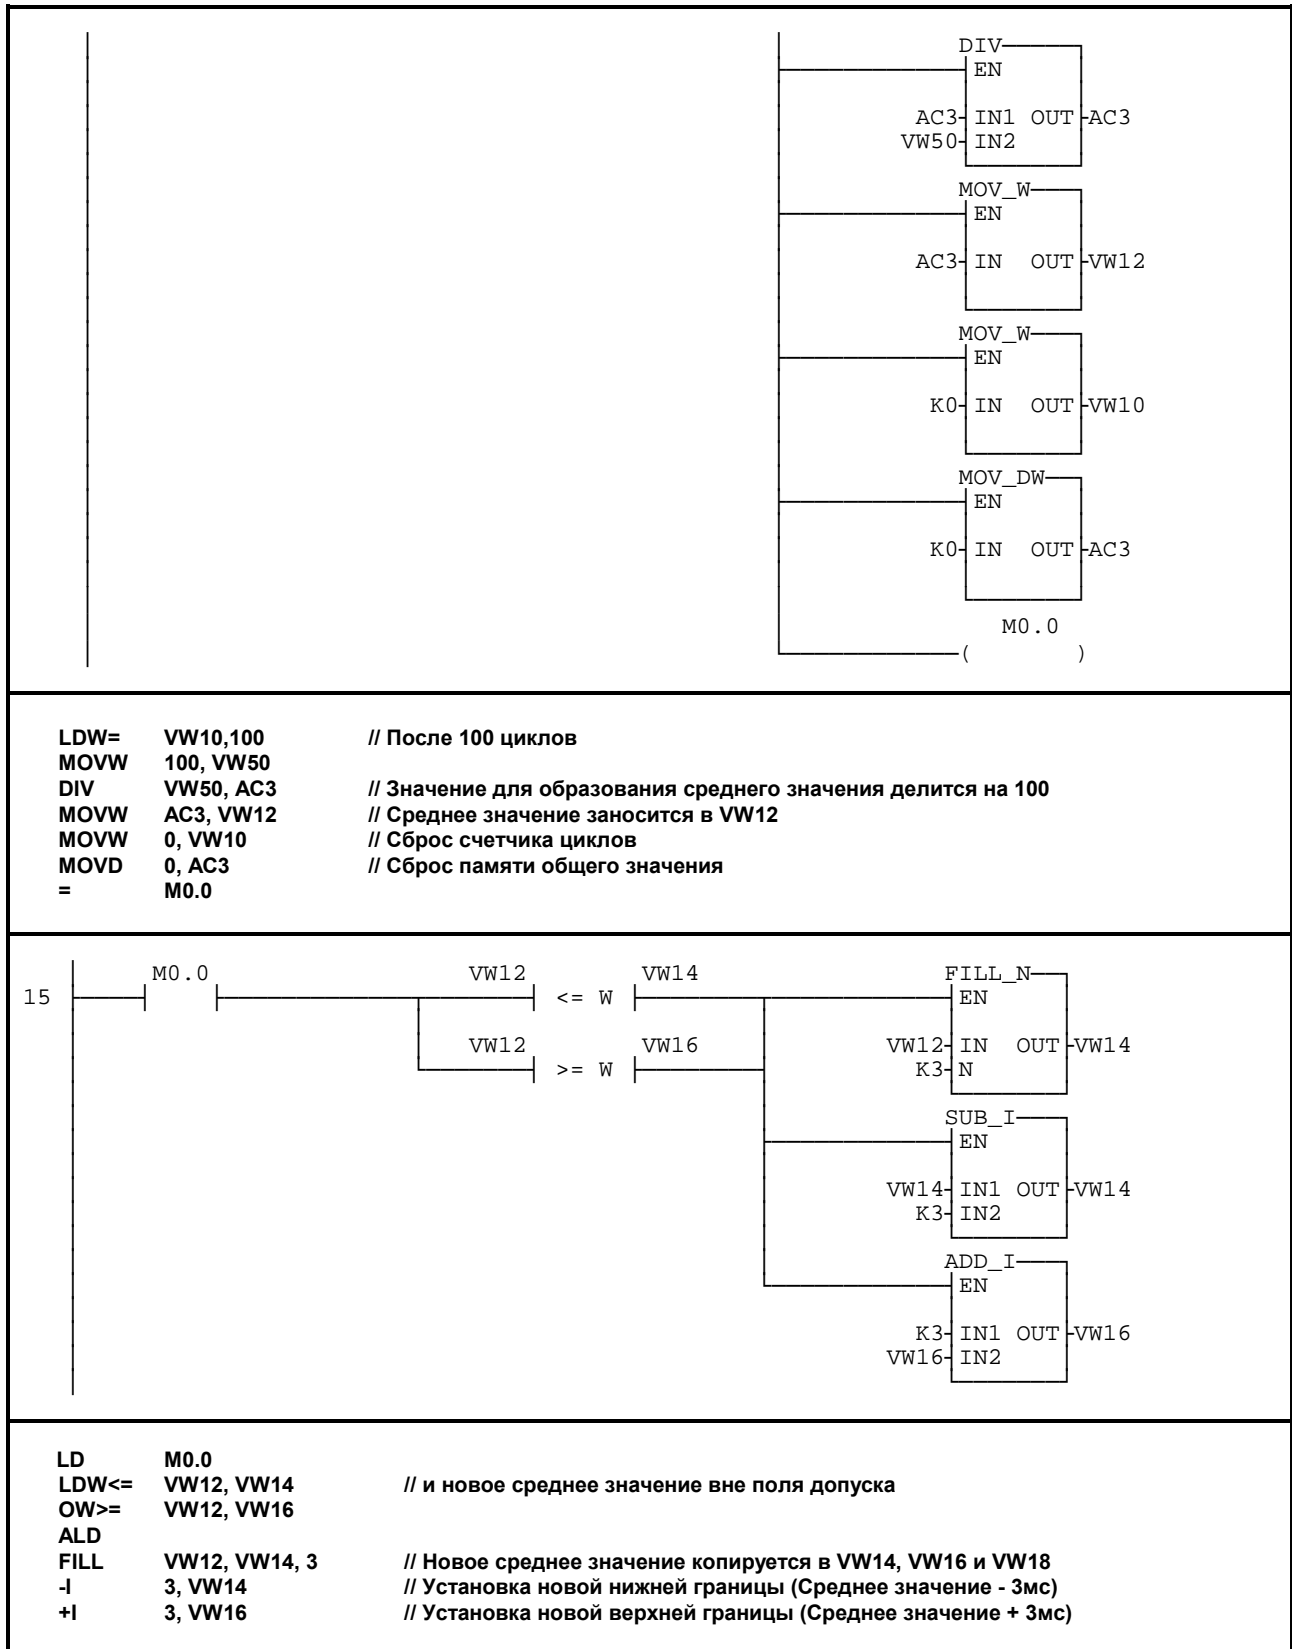 DIV
EN
AC3 IN1 OUT AC3
VW50 IN2
MOV_W
EN
AC3 IN OUT VW12
MOV_W
EN
K0 IN OUT VW10
MOV_DW
EN
K0 IN OUT AC3
M0.0
( )
LDW= VW10,100 // После 100 циклов
MOVW 100, VW50
DIV VW50, AC3 // Значение для образования среднего значения делится на 100
MOVW AC3, VW12 // Среднее значение заносится в VW12
MOVW 0, VW10 // Сброс счетчика циклов
MOVD 0, AC3 // Сброс памяти общего значения
= M0.0
M0.0 VW12 VW14 FILL_N
15 <= W EN
VW12 VW16 VW12 IN OUT VW14
>= W K3 N
SUB_I
EN
VW14 IN1 OUT VW14
K3 IN2
ADD_I
EN
K3 IN1 OUT VW16
VW16 IN2
LD M0.0
LDW<= VW12, VW14 // и новое среднее значение вне поля допуска
OW>= VW12, VW16
ALD
FILL VW12, VW14, 3 // Новое среднее значение копируется в VW14, VW16 и VW18
-I 3, VW14 // Установка новой нижней границы (Среднее значение - 3мс)
+I 3, VW16 // Установка новой верхней границы (Среднее значение + 3мс)